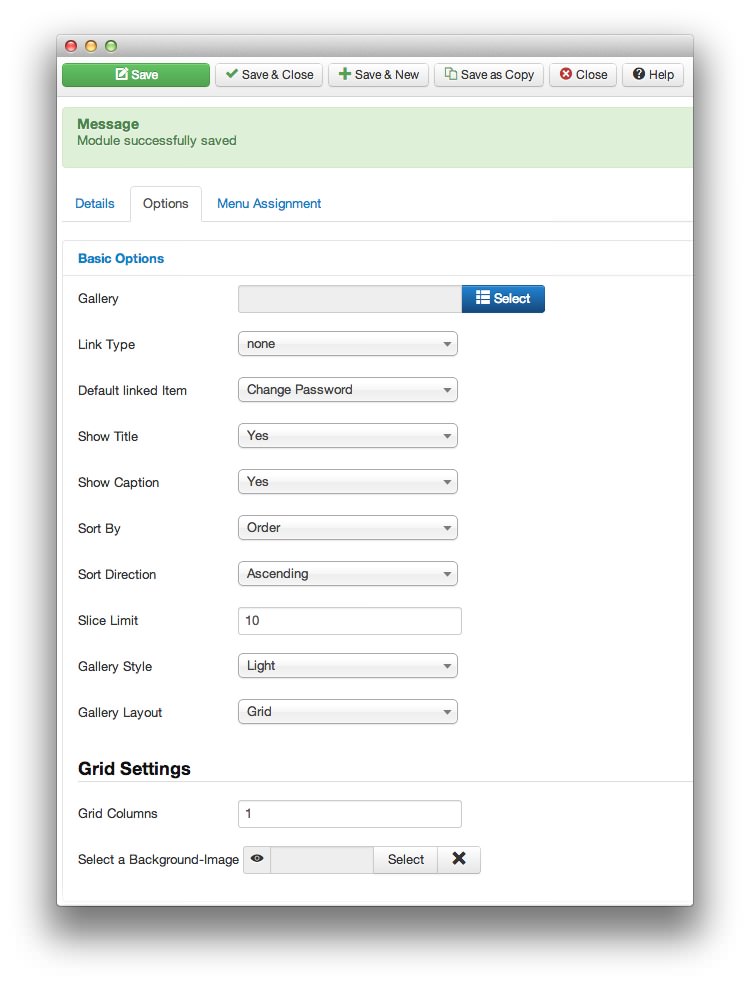 Save Save & Close Save & New Save as Copy Close Help
Message
Module successfully saved
Details Options Menu Assignment
Basic Options
Gallery Select
Link Type none
Default linked Item Change Password
Show Title Yes
Show Caption Yes
Sort By Order
Sort Direction Ascending
Slice Limit 10
Gallery Style Light
Gallery Layout Grid
Grid Settings
Grid Columns 1
Select a Background-Image Select